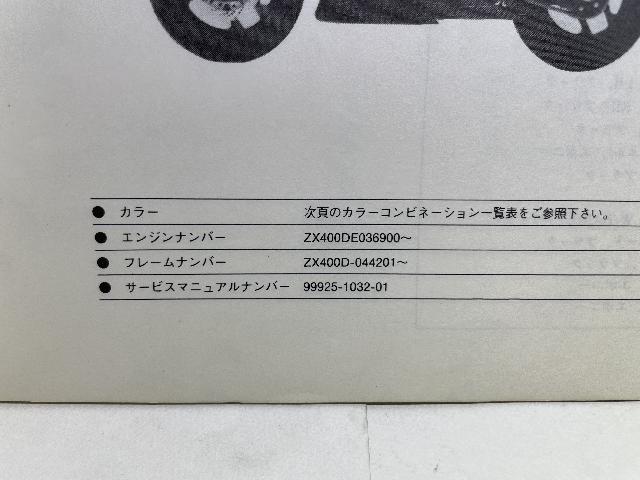 ● カラー 次頁のカラーコンビネーション一覧表をご参照下さい。
● エンジンナンバー ZX400DE036900～
● フレームナンバー ZX400D-044201～
● サービスマニュアルナンバー 99925-1032-01